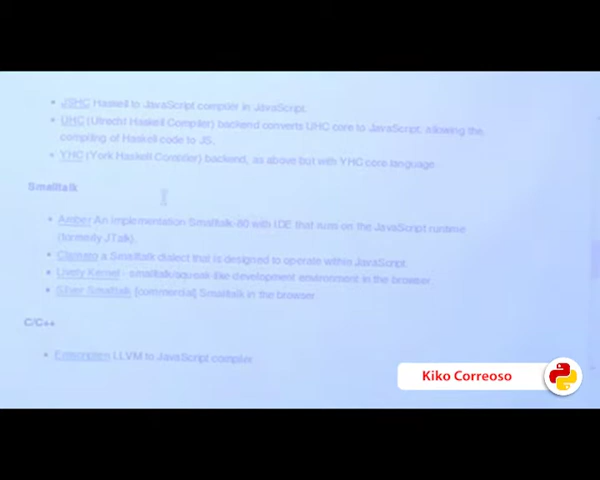 JSHC Haskell to JavaScript compiler in JavaScript.
UHC (Utrecht Haskell Compiler) backend converts UHC core to JavaScript, allowing the
compiling of Haskell code to JS.
YHC (York Haskell Compiler) backend, as above but with YHC core language.
Smalltalk
Amber An implementation Smalltalk-80 with IDE that runs on the JavaScript runtime
(formerly JTalk).
Clamato a Smalltalk dialect that is designed to operate within JavaScript.
Lively Kernel - smalltalk/squeak like development environment in the browser.
Silver Smalltalk [commercial] Smalltalk in the browser.
C/C++
Emscripten LLVM to JavaScript compiler
Kiko Correoso